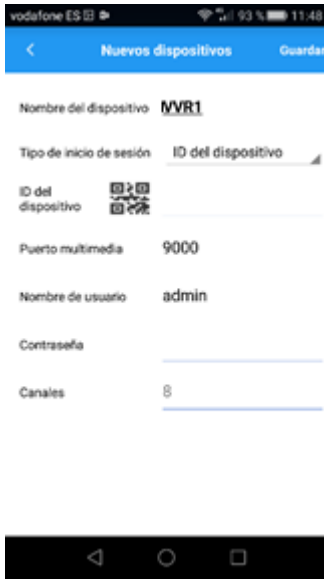 vodafone ES 93 % 11:48
Nuevos dispositivos Guardar
Nombre del dispositivo NVR1
Tipo de inicio de sesión ID del dispositivo
ID del
dispositivo
Puerto multimedia 9000
Nombre de usuario admin
Contraseña
Canales 8